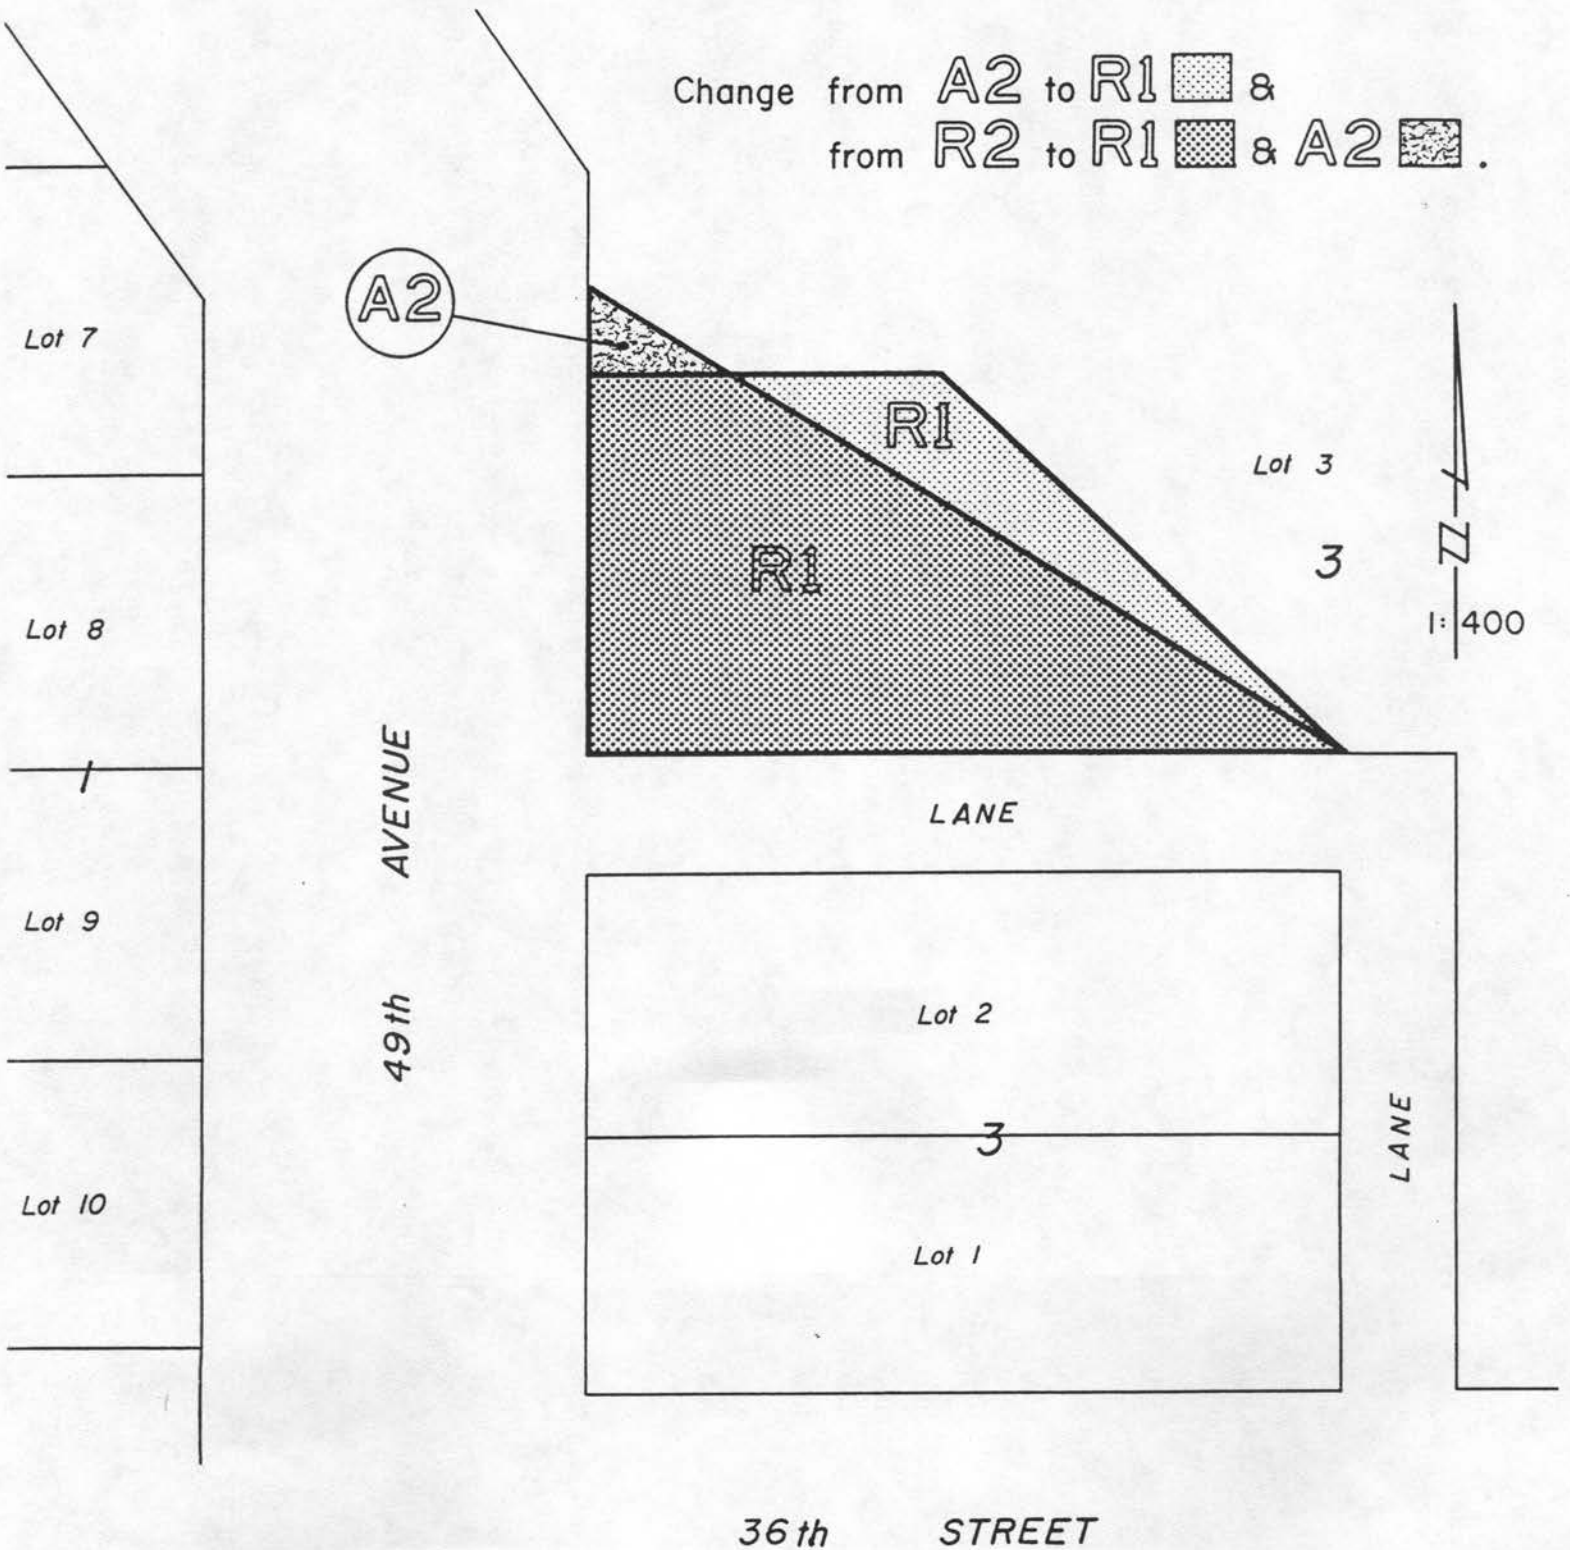 Change from A2 to R1 &
from R2 to R1 & A2 .
A2
Lot 7
R1
Lot 3
R1
3
1:400
Lot 8
49th AVENUE
1
LANE
Lot 9
Lot 2
3
LANE
Lot 10
Lot 1
36th STREET